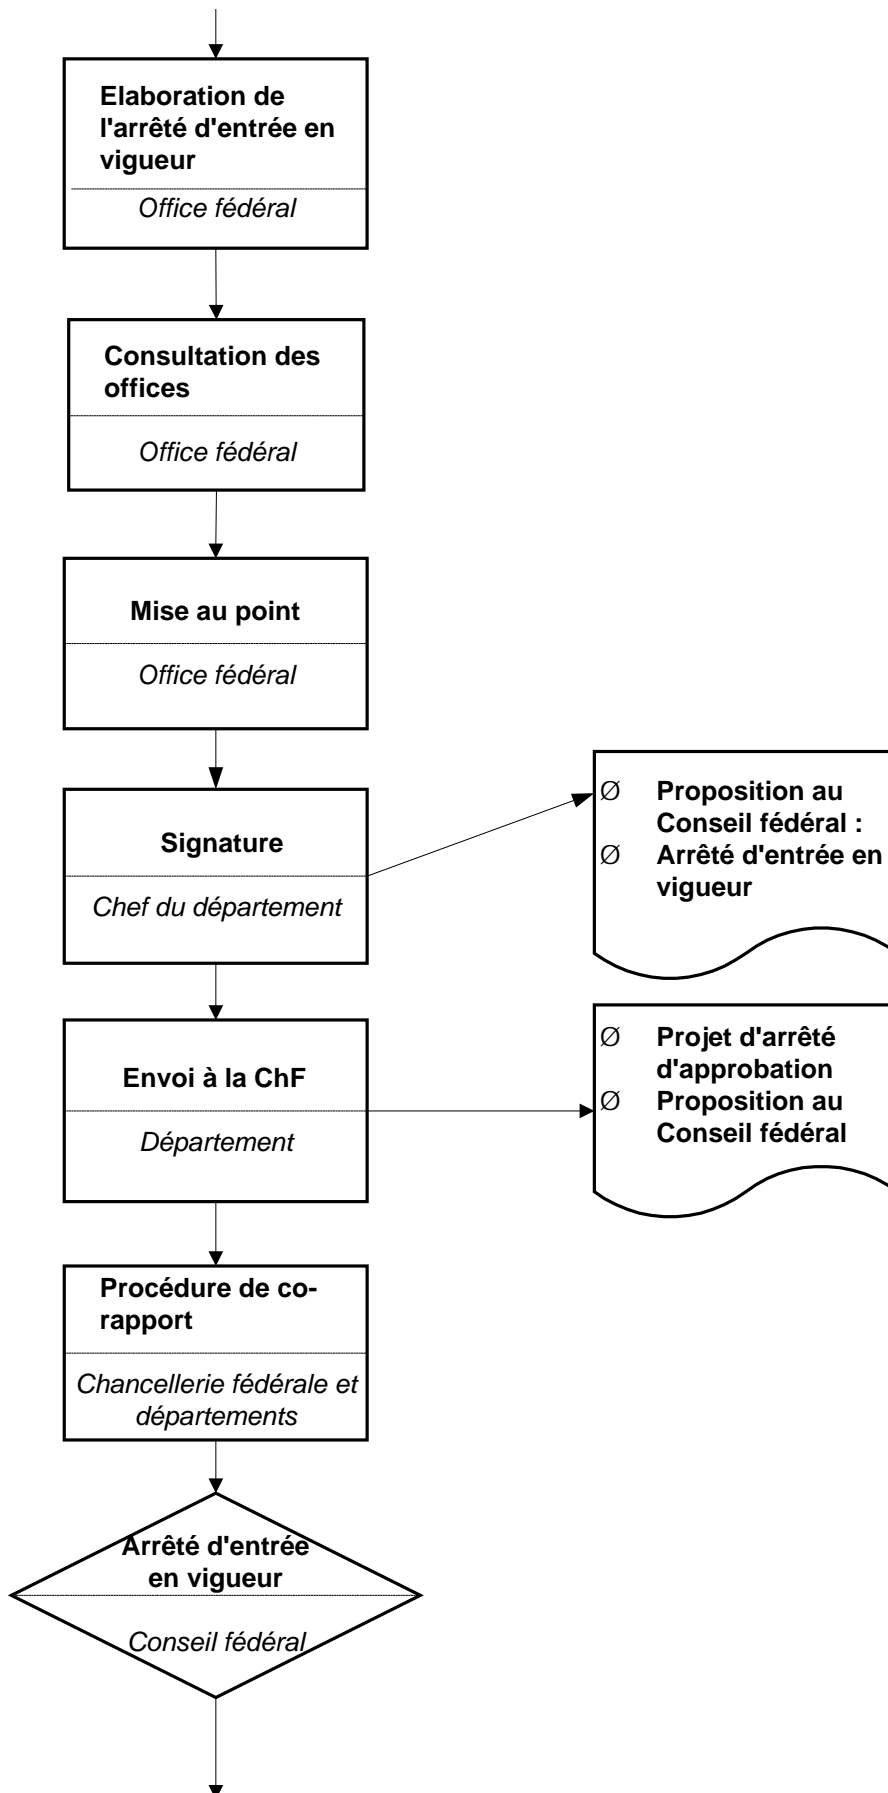 Elaboration de
l'arrêté d'entrée en
vigueur
Office fédéral
Consultation des
offices
Office fédéral
Mise au point
Office fédéral
Signature
Chef du département
Ø Proposition au
Conseil fédéral :
Ø Arrêté d'entrée en
vigueur
Envoi à la ChF
Département
Ø Projet d'arrêté
d'approbation
Ø Proposition au
Conseil fédéral
Procédure de co-
rapport
Chancellerie fédérale et
départements
Arrêté d'entrée
en vigueur
Conseil fédéral